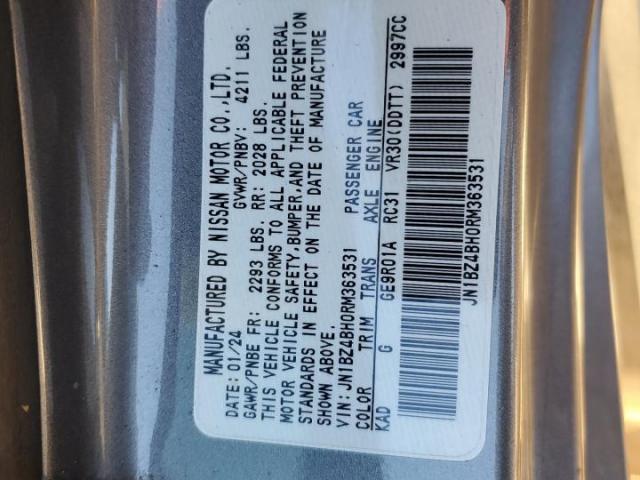 MANUFACTURED BY NISSAN MOTOR CO.,LTD.
DATE: 01/24 GVWR/PNBV: 4211 LBS.
GAWR/PNBE FR: 2293 LBS. RR: 2028 LBS.
THIS VEHICLE CONFORMS TO ALL APPLICABLE FEDERAL
MOTOR VEHICLE SAFETY,BUMPER,AND THEFT PREVENTION
STANDARDS IN EFFECT ON THE DATE OF MANUFACTURE
SHOWN ABOVE.
VIN: JN1BZ4BH0RM363531 PASSENGER CAR
COLOR TRIM TRANS AXLE ENGINE
KAD G GE9R01A RC31 VR30(DDTT) 2997CC
JN1BZ4BH0RM363531